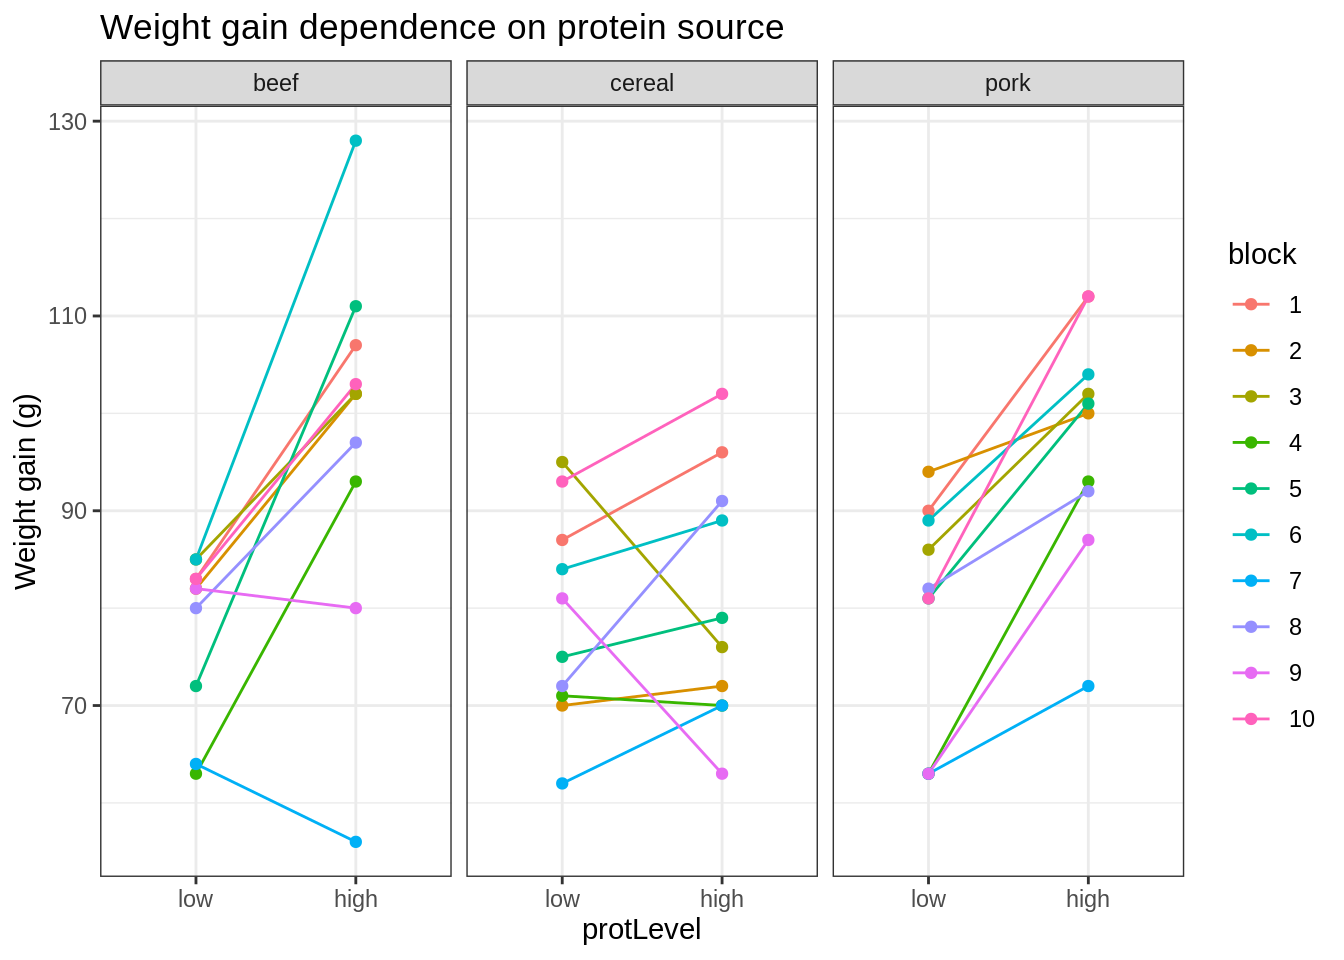 Weight gain dependence on protein source
beef
cereal
pork
130
110
90
70
Weight gain (g)
low
high
low
high
low
high
protLevel
block
1
2
3
4
5
6
7
8
9
10